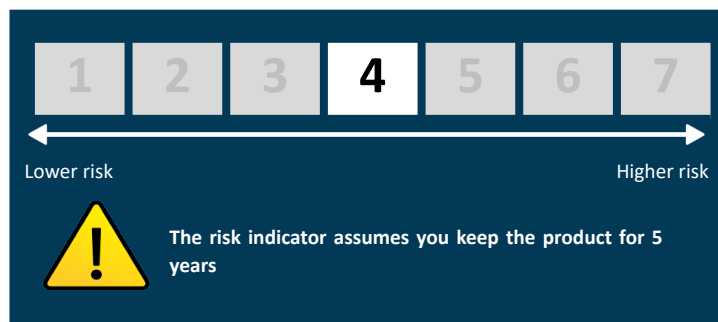 1 2 3 4 5 6 7
Lower risk Higher risk
The risk indicator assumes you keep the product for 5
years